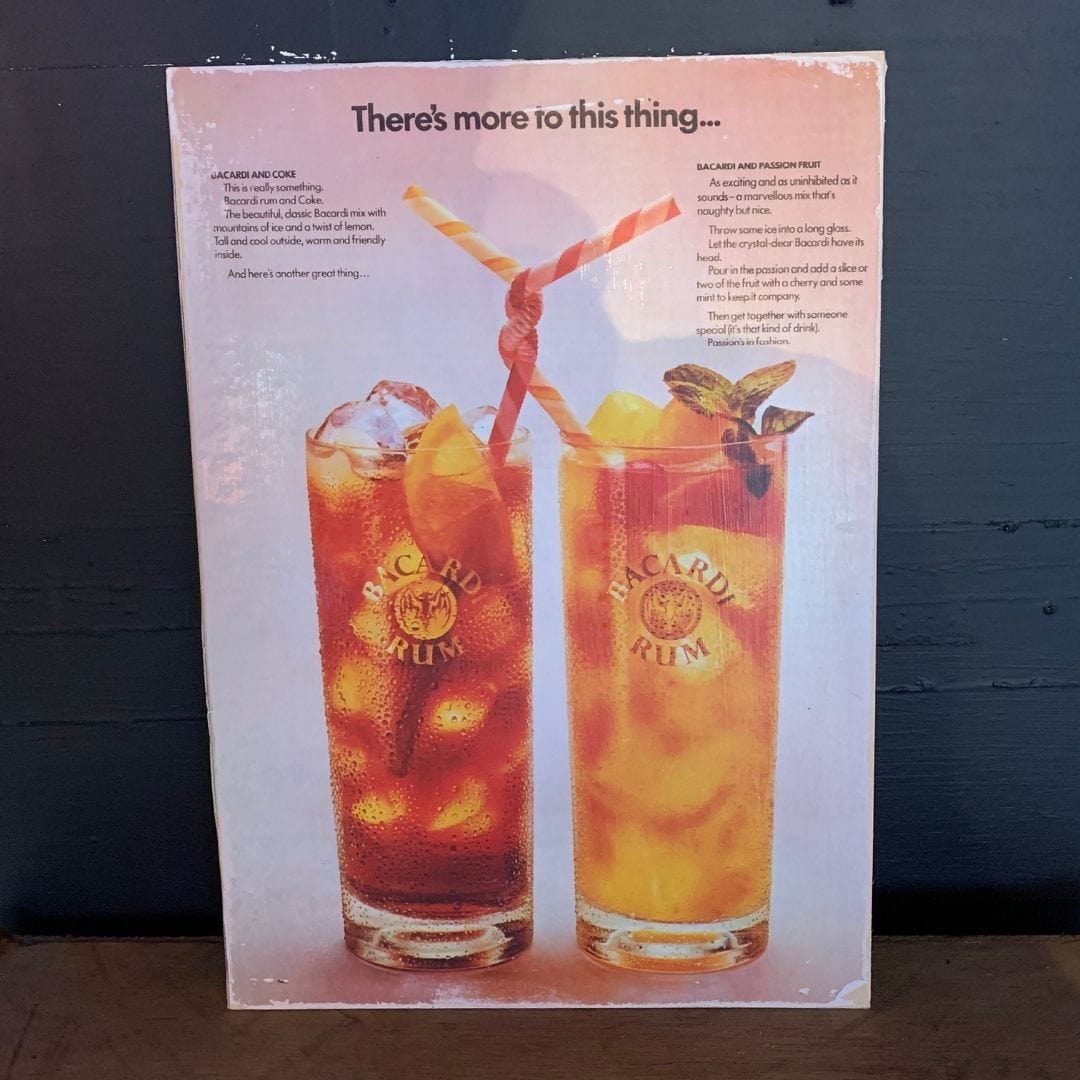 There's more to this thing...
BACARDI AND COKE
This is really something.
Bacardi rum and Coke.
The beautiful, classic Bacardi mix with
mountains of ice and a twist of lemon.
Tall and cool outside, warm and friendly
inside.
And here's another great thing...
BACARDI AND PASSION FRUIT
As exciting and as uninhibited as it
sounds – a marvellous mix that's
naughty but nice.
Throw some ice into a long glass.
Let the crystal-clear Bacardi have its
head.
Pour in the passion and add a slice or
two of the fruit with a cherry and some
mint to keep it company.
Then get together with someone
special (it's that kind of drink).
Passion's in fashion.
BACARDI
RUM
BACARDI
RUM